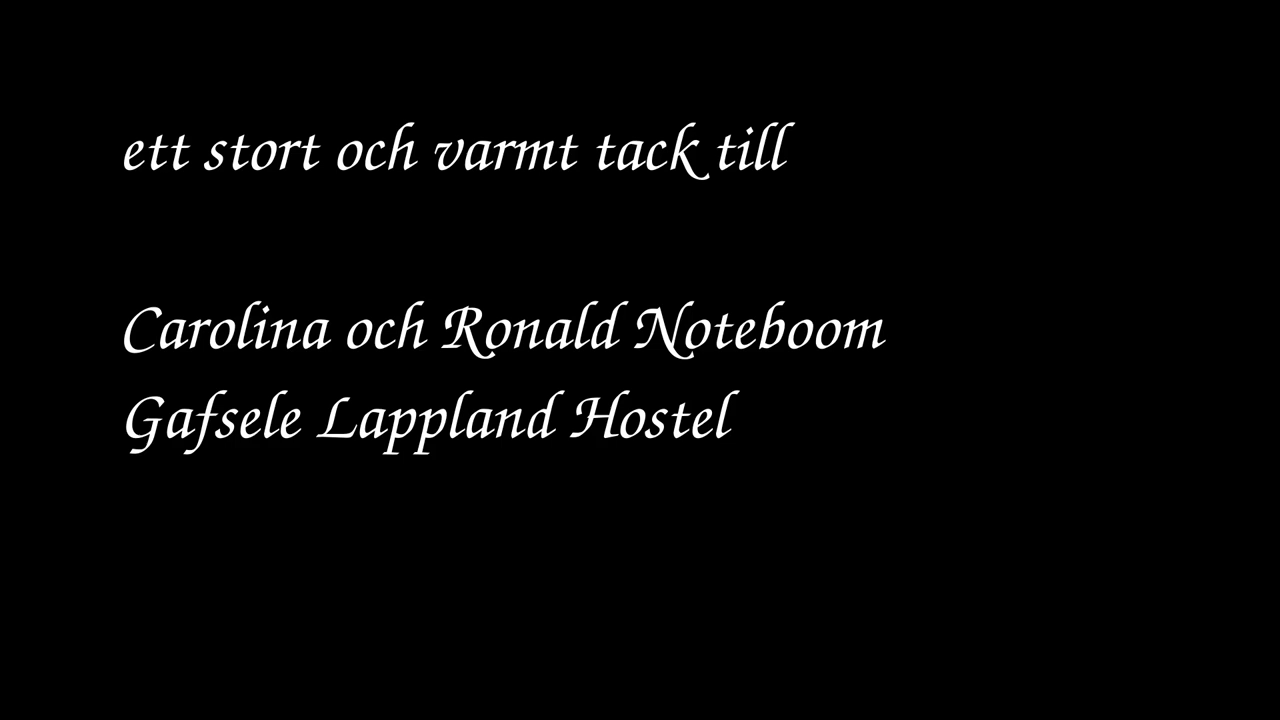 ett stort och varmt tack till
Carolina och Ronald Noteboom
Gafsele Lappland Hostel